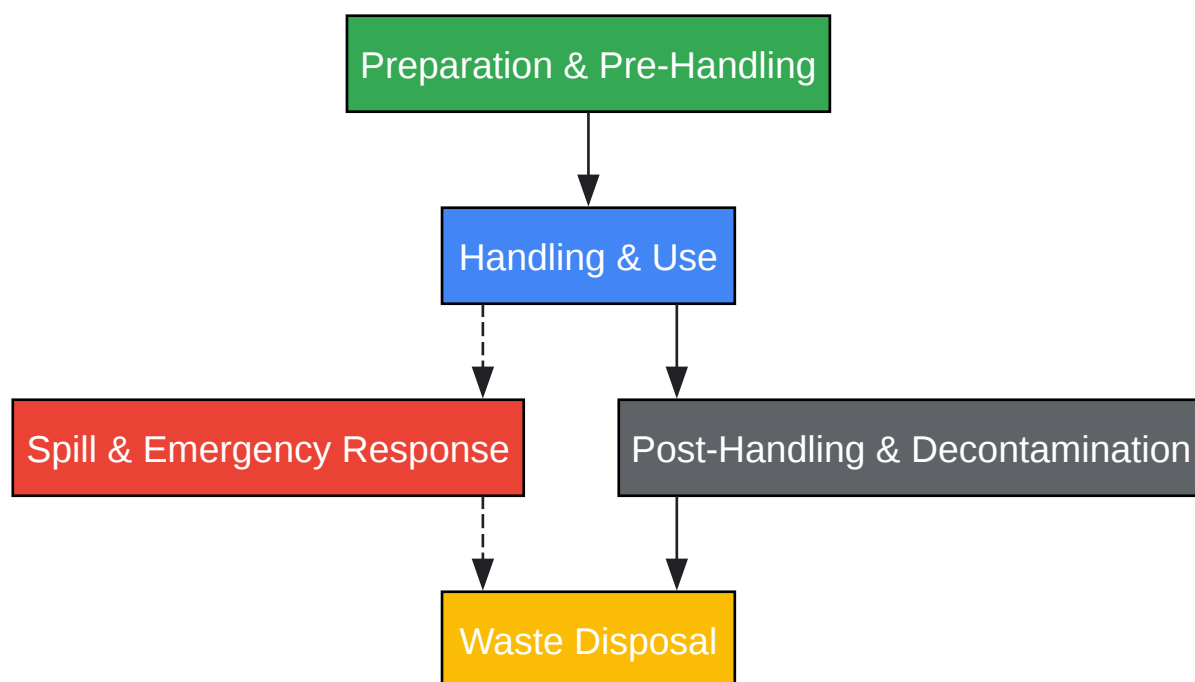 Preparation & Pre-Handling
Handling & Use
Spill & Emergency Response
Post-Handling & Decontamination
Waste Disposal